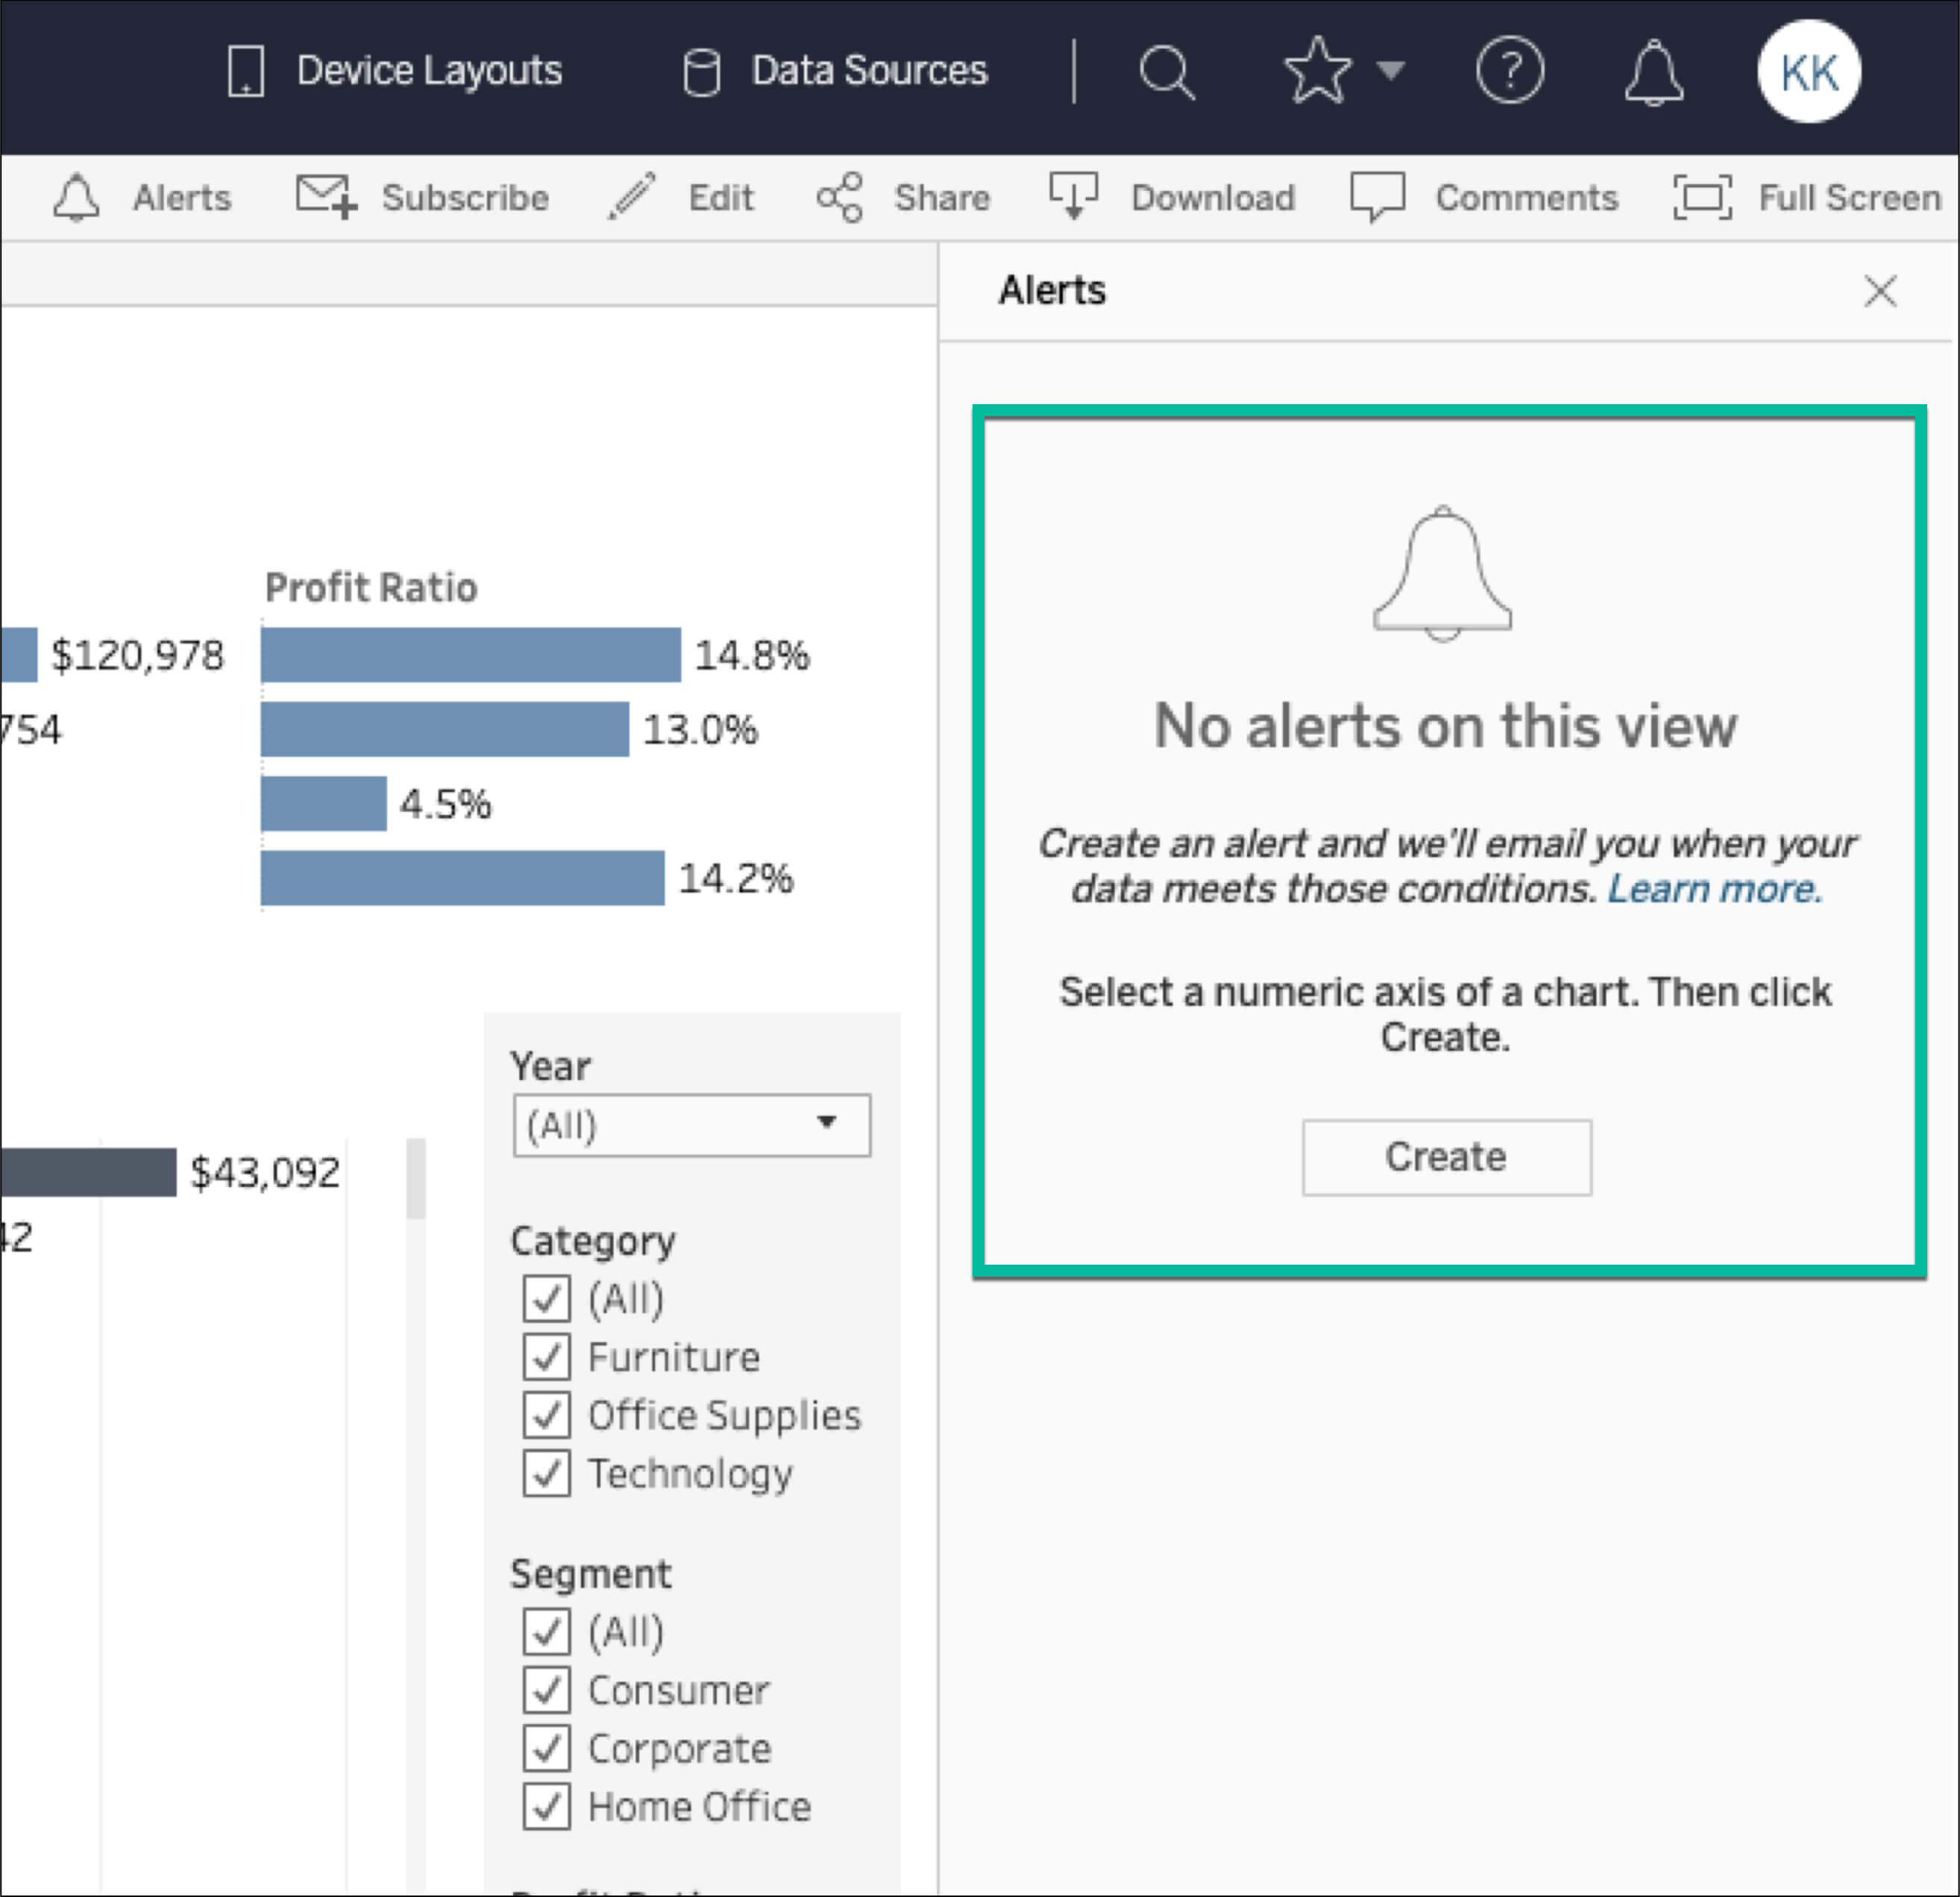 Device Layouts
Data Sources
KK
Alerts
Subscribe
Edit
Share
Download
Comments
Full Screen
Alerts
Profit Ratio
$120,978
14.8%
754
13.0%
4.5%
14.2%
$43,092
42
Year
(All)
Category
(All)
Furniture
Office Supplies
Technology
Segment
(All)
Consumer
Corporate
Home Office
No alerts on this view
Create an alert and we'll email you when your
data meets those conditions. Learn more.
Select a numeric axis of a chart. Then click
Create.
Create